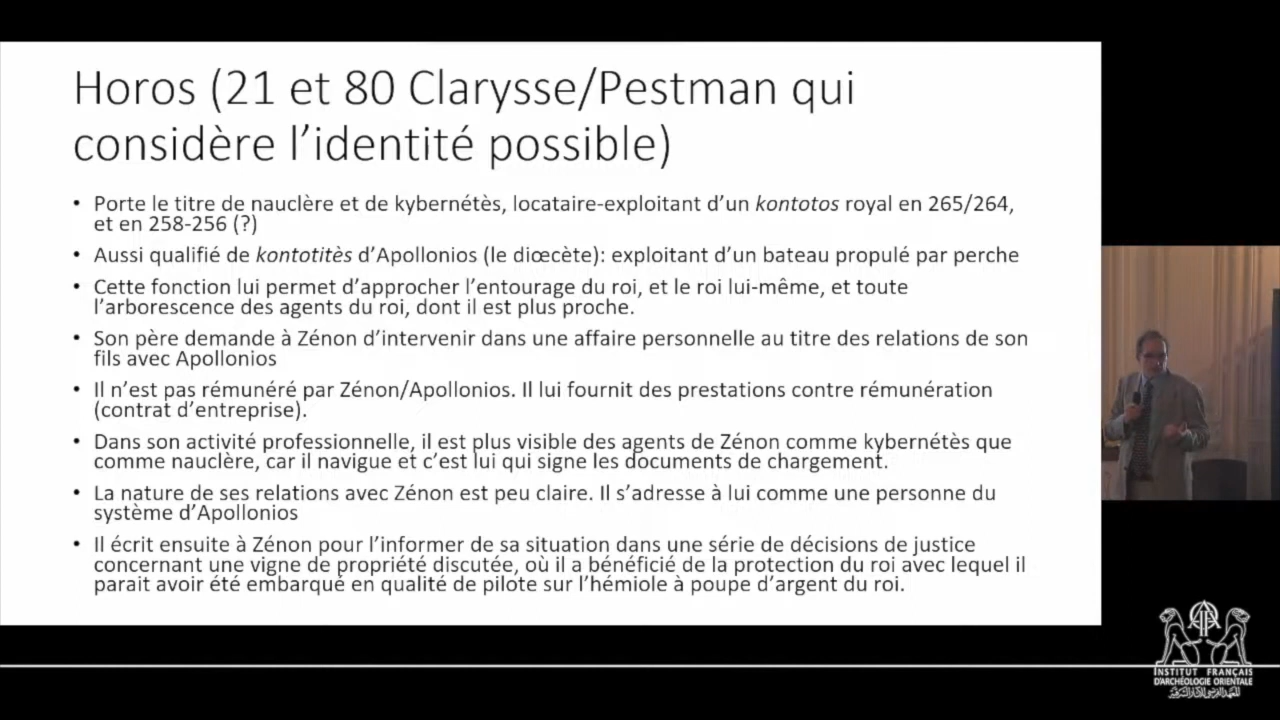 Horos (21 et 80 Clarysse/Pestman qui
considère l’identité possible)
• Porte le titre de nauclère et de kybernétès, locataire-exploitant d’un kontotos royal en 265/264,
et en 258-256 (?)
• Aussi qualifié de kontotitès d’Apollonios (le diœcète): exploitant d’un bateau propulé par perche
• Cette fonction lui permet d’approcher l’entourage du roi, et le roi lui-même, et toute
l’arborescence des agents du roi, dont il est plus proche.
• Son père demande à Zénon d’intervenir dans une affaire personnelle au titre des relations de son
fils avec Apollonios
• Il n’est pas rémunéré par Zénon/Apollonios. Il lui fournit des prestations contre rémunération
(contrat d’entreprise).
• Dans son activité professionnelle, il est plus visible des agents de Zénon comme kybernétès que
comme nauclère, car il navigue et c’est lui qui signe les documents de chargement.
• La nature de ses relations avec Zénon est peu claire. Il s’adresse à lui comme une personne du
système d’Apollonios
• Il écrit ensuite à Zénon pour l’informer de sa situation dans une série de décisions de justice
concernant une vigne de propriété discutée, où il a bénéficié de la protection du roi avec lequel il
parait avoir été embarqué en qualité de pilote sur l’hémiole à poupe d’argent du roi.
INSTITUT FRANÇAIS
D’ARCHÉOLOGIE ORIENTALE